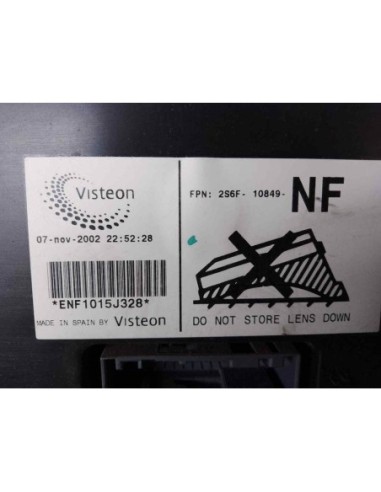 Visteon
07-nov-2002 22:52:28
*ENF1015J328*
MADE IN SPAIN BY Visteon
FPN: 2S6F- 10849- NF
DO NOT STORE LENS DOWN